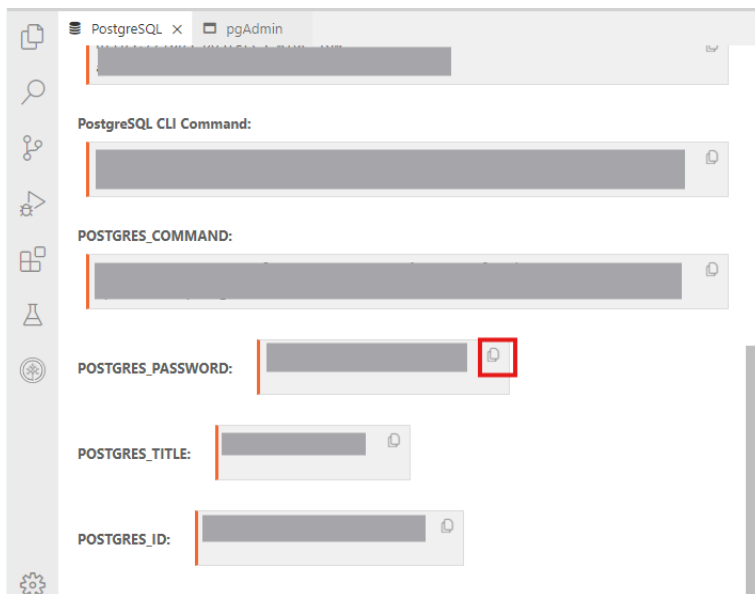 PostgreSQL
pgAdmin
PostgreSQL CLI Command:
POSTGRES_COMMAND:
POSTGRES_PASSWORD:
POSTGRES_TITLE:
POSTGRES_ID: